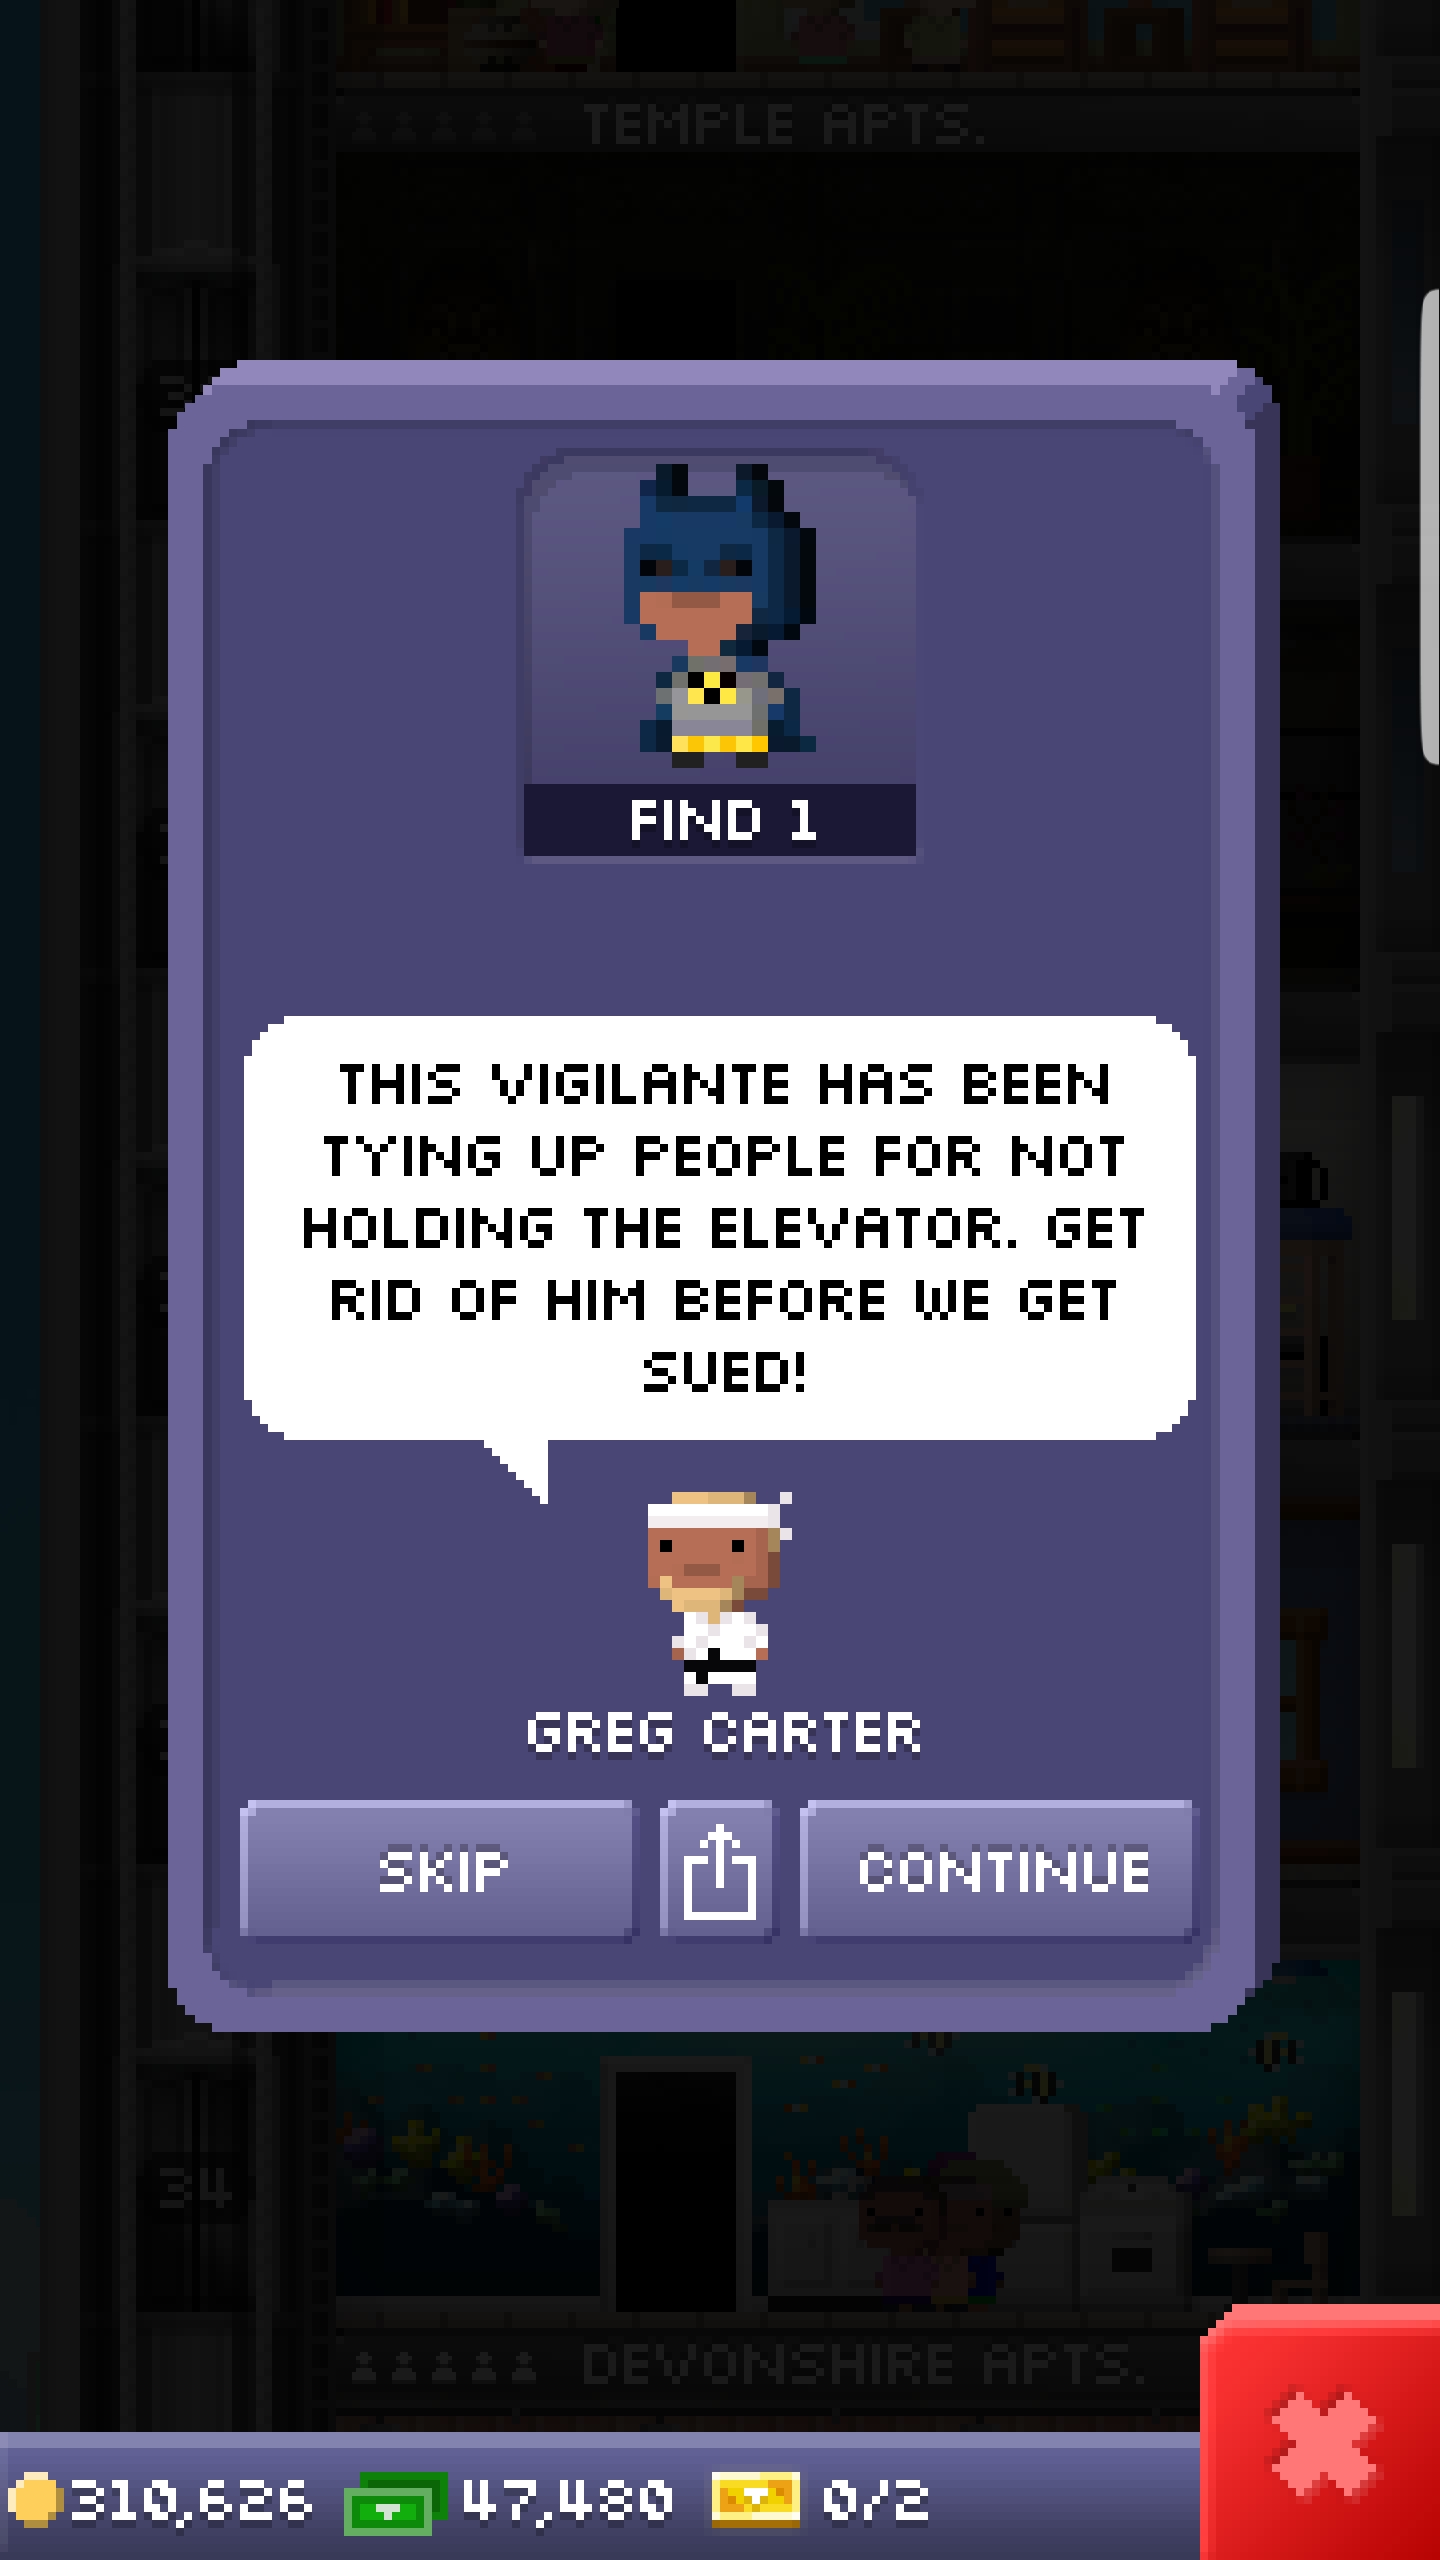 TEMPLE APTS.
FIND 1
THIS VIGILANTE HAS BEEN
TYING UP PEOPLE FOR NOT
HOLDING THE ELEVATOR. GET
RID OF HIM BEFORE WE GET
SUED!
GREG CARTER
SKIP
CONTINUE
34
DEVONSHIRE APTS.
310,626
47,480
0/2